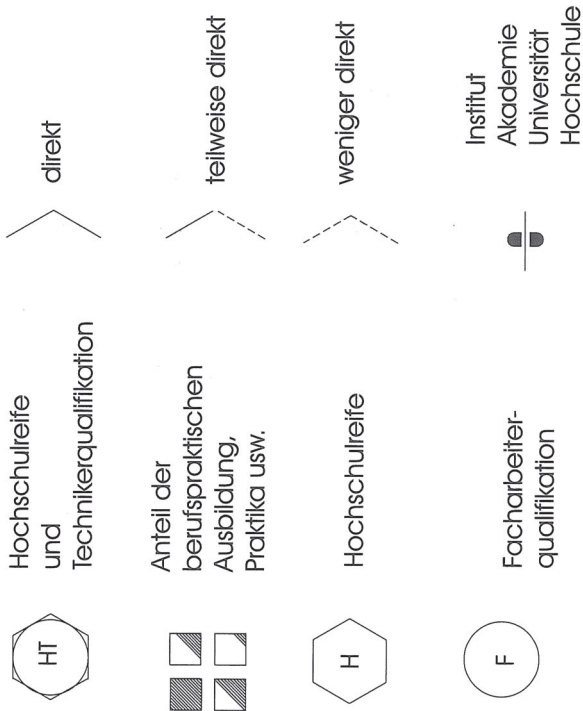 HT
Hochschulreife
und
Technikerqualifikation
direkt
Anteil der
berufspraktischen
Ausbildung,
Praktika usw.
teilweise direkt
H
Hochschulreife
weniger direkt
F
Facharbeiter-
qualifikation
Institut
Akademie
Universität
Hochschule